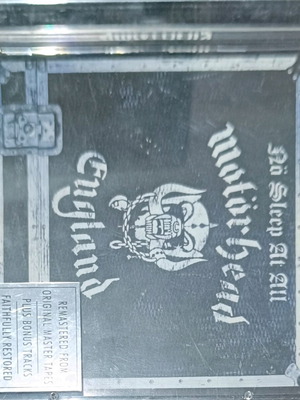 Nö Sleep At All
Motörhead
England
REMASTERED FROM
ORIGINAL MASTER TAPES
PLUS BONUS TRACKS
FAITHFULLY RESTORED